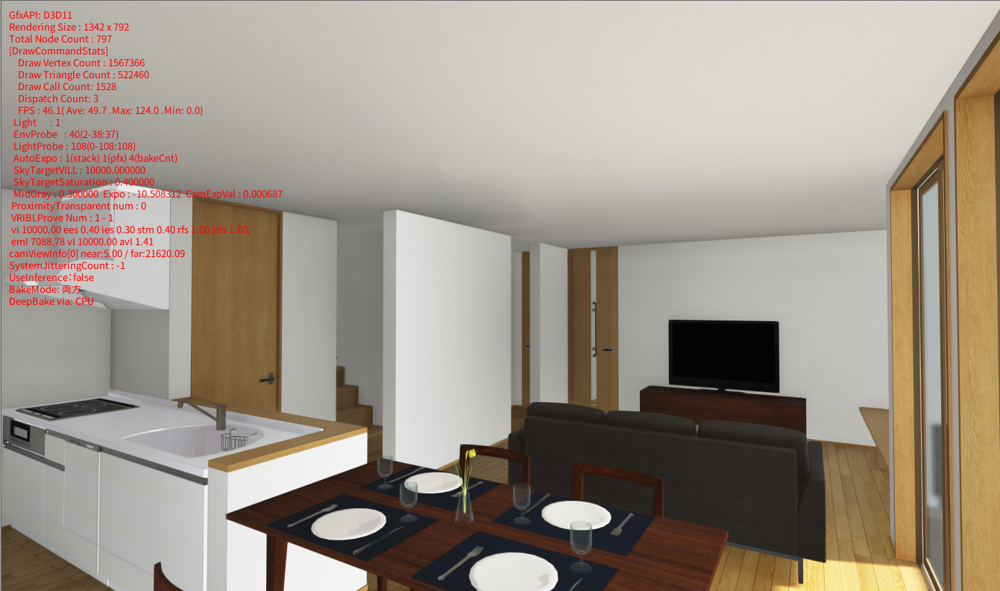 GfxAPI: D3D11
Rendering Size : 1342 x 792
Total Node Count : 797
[DrawCommandStats]
Draw Vertex Count : 1567366
Draw Triangle Count : 522460
Draw Call Count: 1528
Dispatch Count: 3
FPS : 46.1( Ave: 49.7 .Max: 124.0 .Min: 0.0)
Light : 1
EnvProbe : 40(2-38:37)
LightProbe : 108(0-108:108)
AutoExpo : 1(stack) 1(pfx) 4(bakeCnt)
SkyTargetVILL : 10000.000000
SkyTargetSaturation : 0.400000
MidGray : 0.300000 Expo : -10.508312 CamExpVal : 0.000687
ProximityTransparent num : 0
VRIBLProve Num : 1 - 1
vi 10000.00 ees 0.40 ies 0.30 stm 0.40 rfs 1.00 sbs 1.00,
eml 7088.78 vl 10000.00 avl 1.41
camViewInfo[0] near:5.00 / far:21620.09
SystemJitteringCount : -1
UseInference：false
BakeMode: 両方
DeepBake via: CPU